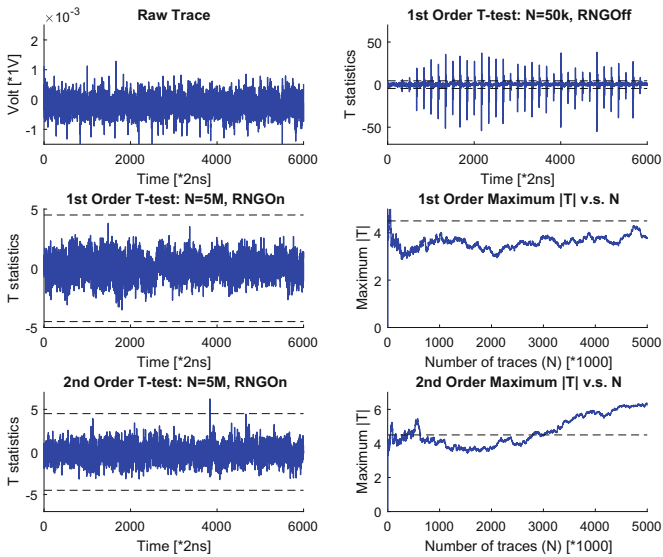 Raw Trace
×10⁻³
2
1
0
-1
Volt [*1V]
0 2000 4000 6000
Time [*2ns]
1st Order T-test: N=50k, RNGOff
50
0
-50
T statistics
0 2000 4000 6000
Time [*2ns]
1st Order T-test: N=5M, RNGOn
5
0
-5
T statistics
0 2000 4000 6000
Time [*2ns]
1st Order Maximum |T| v.s. N
4
2
0
Maximum |T|
0 1000 2000 3000 4000 5000
Number of traces (N) [*1000]
2nd Order T-test: N=5M, RNGOn
5
0
-5
T statistics
0 2000 4000 6000
Time [*2ns]
2nd Order Maximum |T| v.s. N
6
4
2
0
Maximum |T|
0 1000 2000 3000 4000 5000
Number of traces (N) [*1000]